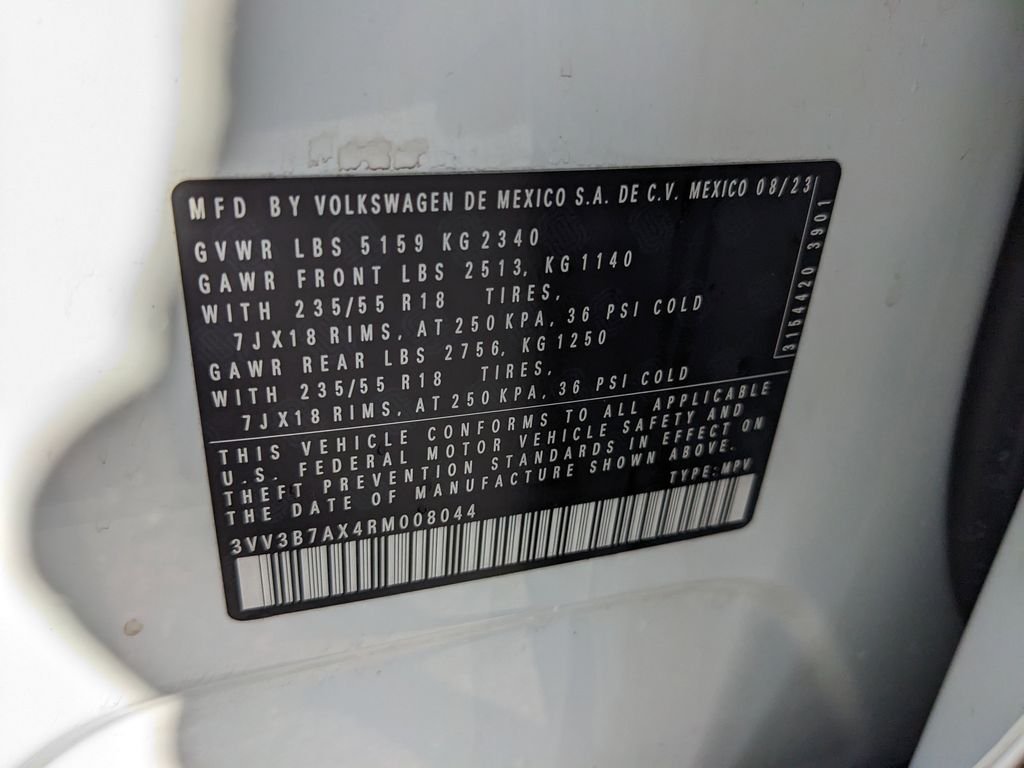 MFD BY VOLKSWAGEN DE MEXICO S.A. DE C.V. MEXICO 08/23
GVWR LBS 5159 KG 2340
GAWR FRONT LBS 2513, KG 1140
WITH 235/55 R18 TIRES,
7JX18 RIMS, AT 250 KPA, 36 PSI COLD
GAWR REAR LBS 2756, KG 1250
WITH 235/55 R18 TIRES,
7JX18 RIMS, AT 250 KPA, 36 PSI COLD
THIS VEHICLE CONFORMS TO ALL APPLICABLE
U.S. FEDERAL MOTOR VEHICLE SAFETY AND
THEFT PREVENTION STANDARDS IN EFFECT ON
THE DATE OF MANUFACTURE SHOWN ABOVE.
TYPE: MPV
3VV3B7AX4RM008044
3154420 3901